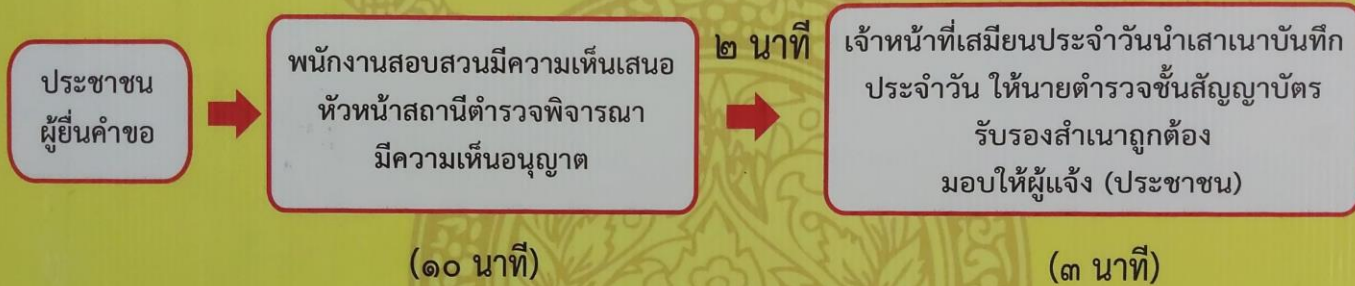 ประชาชน
ผู้ยื่นคำขอ
พนักงานสอบสวนมีความเห็นเสนอ
หัวหน้าสถานีตำรวจพิจารณา
มีความเห็นอนุญาต
(๑๐ นาที)
๒ นาที
เจ้าหน้าที่เสมียนประจำวันนำเสาเนาบันทึก
ประจำวัน ให้นายตำรวจชั้นสัญญาบัตร
รับรองสำเนาถูกต้อง
มอบให้ผู้แจ้ง (ประชาชน)
(๓ นาที)